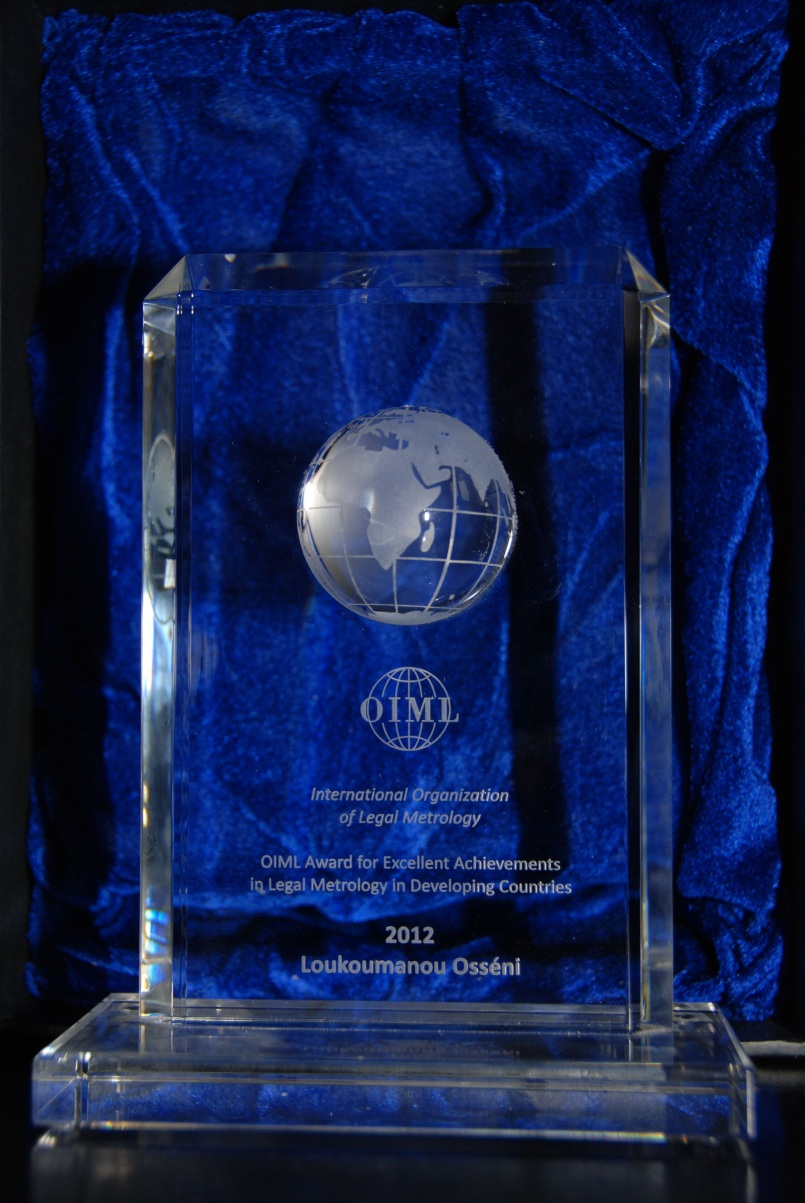 OIML
International Organization
of Legal Metrology
OIML Award for Excellent Achievements
in Legal Metrology in Developing Countries
2012
Loukoumanou Osséni